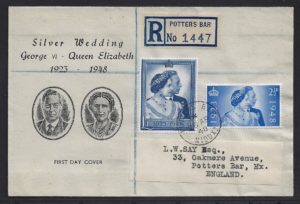 Silver Wedding
George VI - Queen Elizabeth
1923 - 1948
FIRST DAY COVER
R
POTTERS BAR
No 1447
1923
1948
2½
L.W.SAY Esq.,
33, Oakmere Avenue,
Potters Bar, Mx.
ENGLAND.